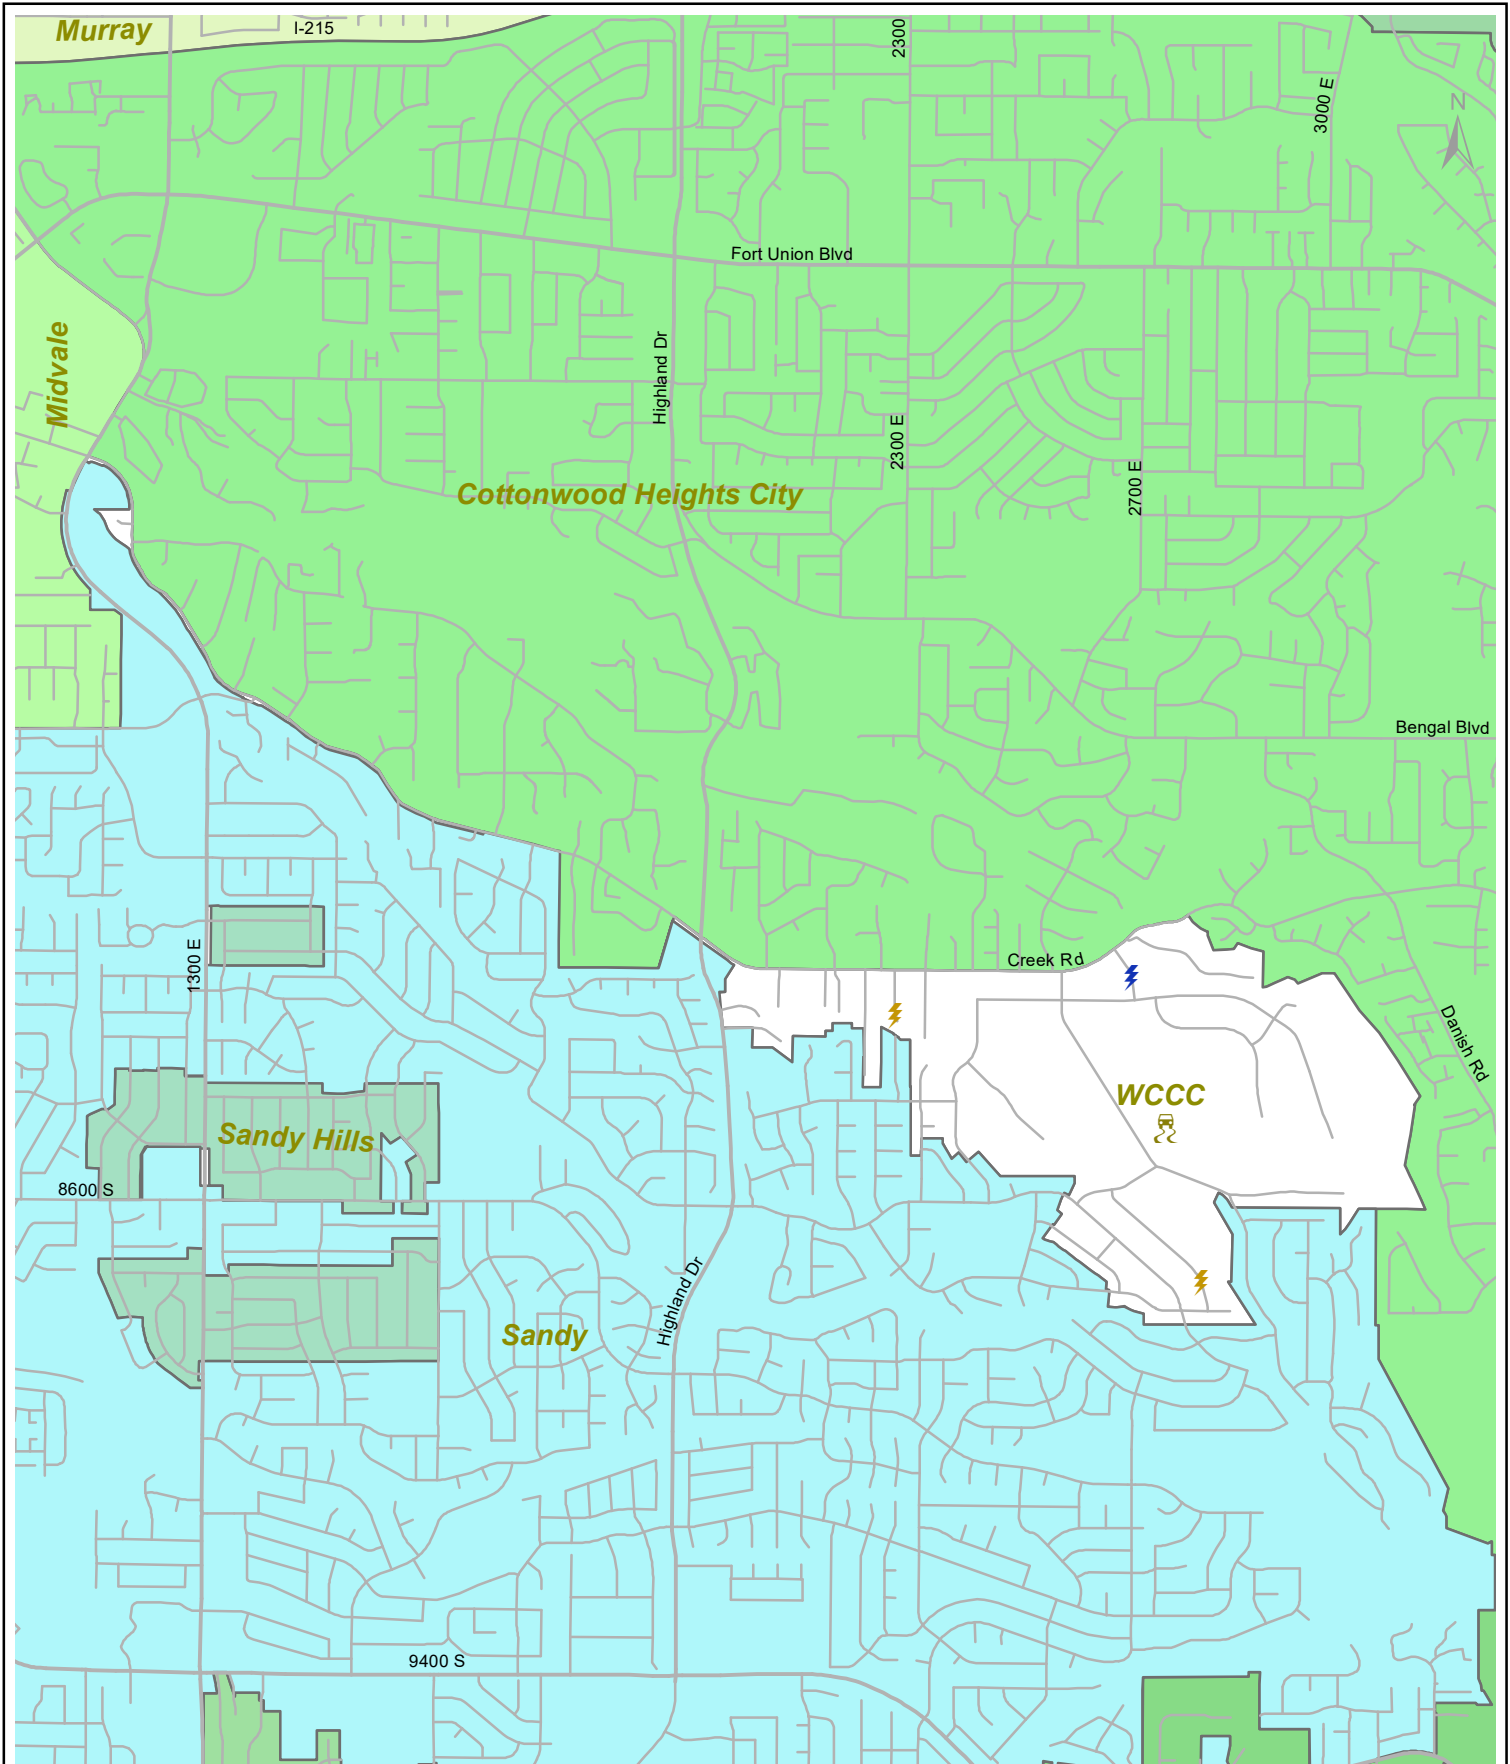 Murray
I-215
2300
3000 E
N
Fort Union Blvd
Midvale
Highland Dr
2300 E
2700 E
Cottonwood Heights City
Bengal Blvd
1300 E
Creek Rd
Danish Rd
WCCC
Sandy Hills
8600 S
Highland Dr
Sandy
9400 S